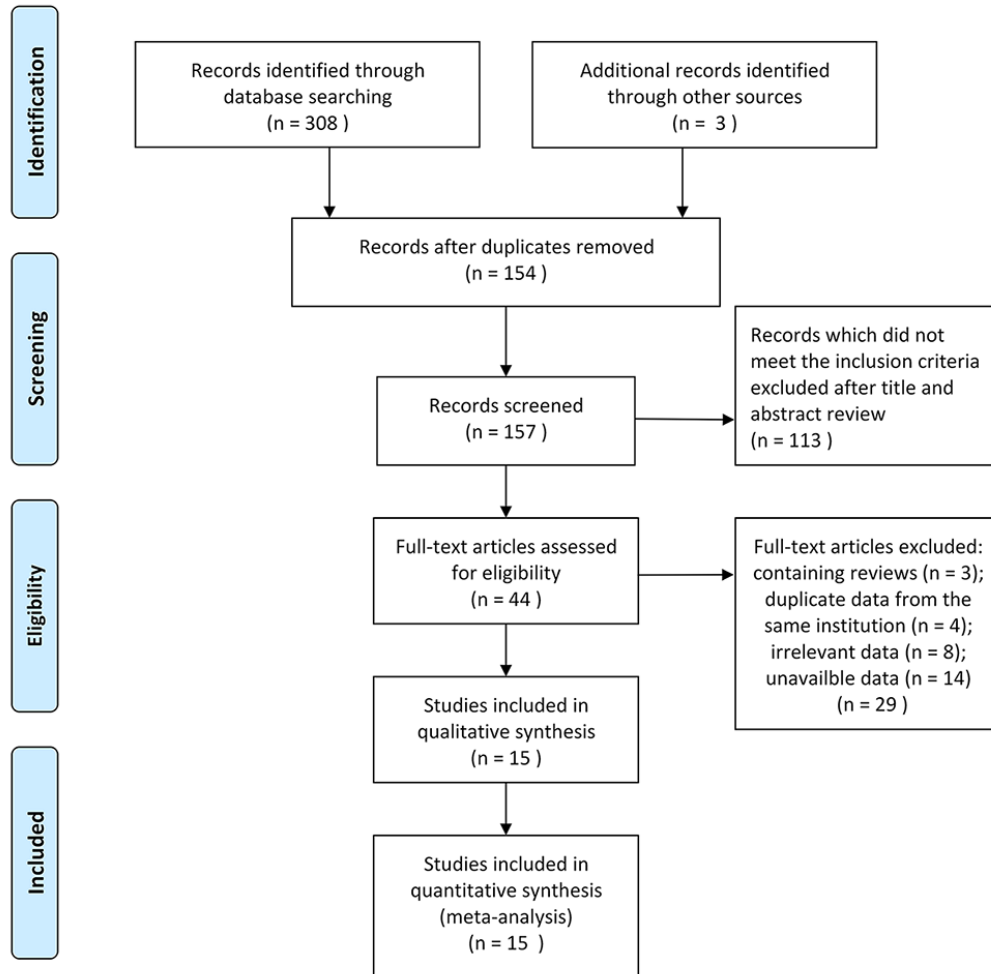 Identification
Records identified through
database searching
(n = 308 )
Additional records identified
through other sources
(n = 3 )
Records after duplicates removed
(n = 154 )
Screening
Records screened
(n = 157 )
Records which did not
meet the inclusion criteria
excluded after title and
abstract review
(n = 113 )
Eligibility
Full-text articles assessed
for eligibility
(n = 44 )
Full-text articles excluded:
containing reviews (n = 3);
duplicate data from the
same institution (n = 4);
irrelevant data (n = 8);
unavailble data (n = 14)
(n = 29 )
Studies included in
qualitative synthesis
(n = 15 )
Included
Studies included in
quantitative synthesis
(meta-analysis)
(n = 15 )